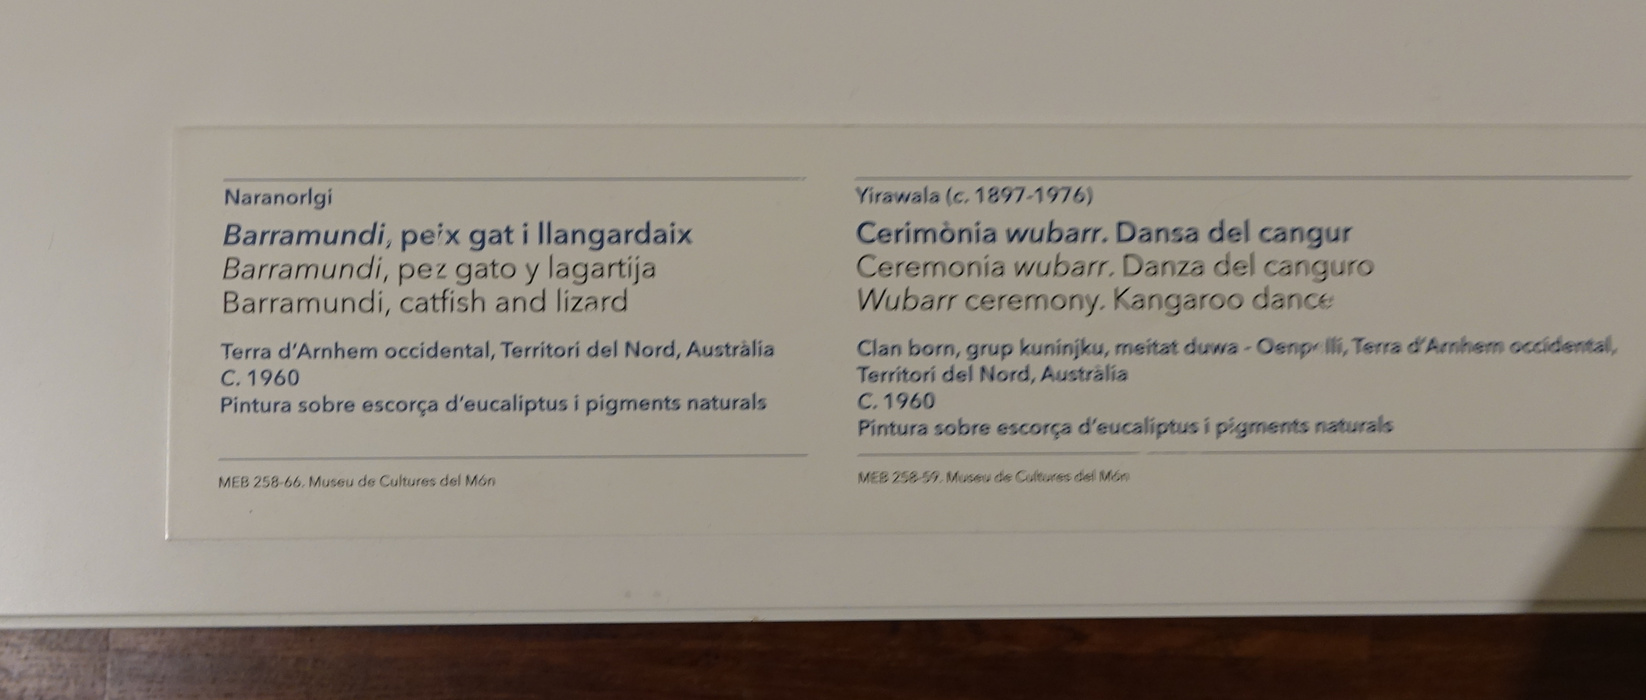 Naranorlgi
Barramundi, peix gat i llangardaix
Barramundi, pez gato y lagartija
Barramundi, catfish and lizard
Terra d'Arnhem occidental, Territori del Nord, Austràlia
C. 1960
Pintura sobre escorça d'eucaliptus i pigments naturals
MEB 258-66. Museu de Cultures del Món
Yirawala (c. 1897-1976)
Cerimònia wubarr. Dansa del cangur
Ceremonia wubarr. Danza del canguro
Wubarr ceremony. Kangaroo dance
Clan born, grup kuninjku, meitat duwa - Oenpelli, Terra d'Arnhem occidental,
Territori del Nord, Austràlia
C. 1960
Pintura sobre escorça d'eucaliptus i pigments naturals
MEB 258-59. Museu de Cultures del Món